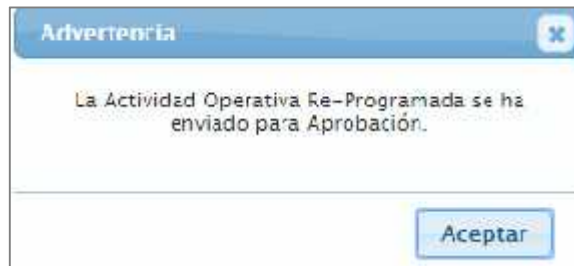 Advertencia
La Actividad Operativa Re-Programada se ha
enviado para Aprobación.
Aceptar